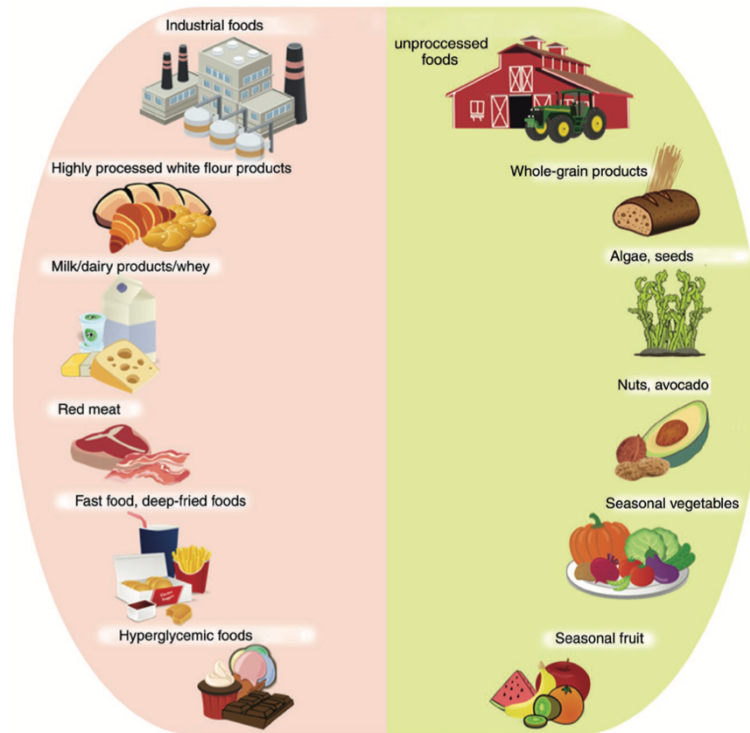 Industrial foods
unproccessed
foods
Highly processed white flour products
Whole-grain products
Milk/dairy products/whey
Algae, seeds
Nuts, avocado
Red meat
Fast food, deep-fried foods
Seasonal vegetables
Hyperglycemic foods
Seasonal fruit